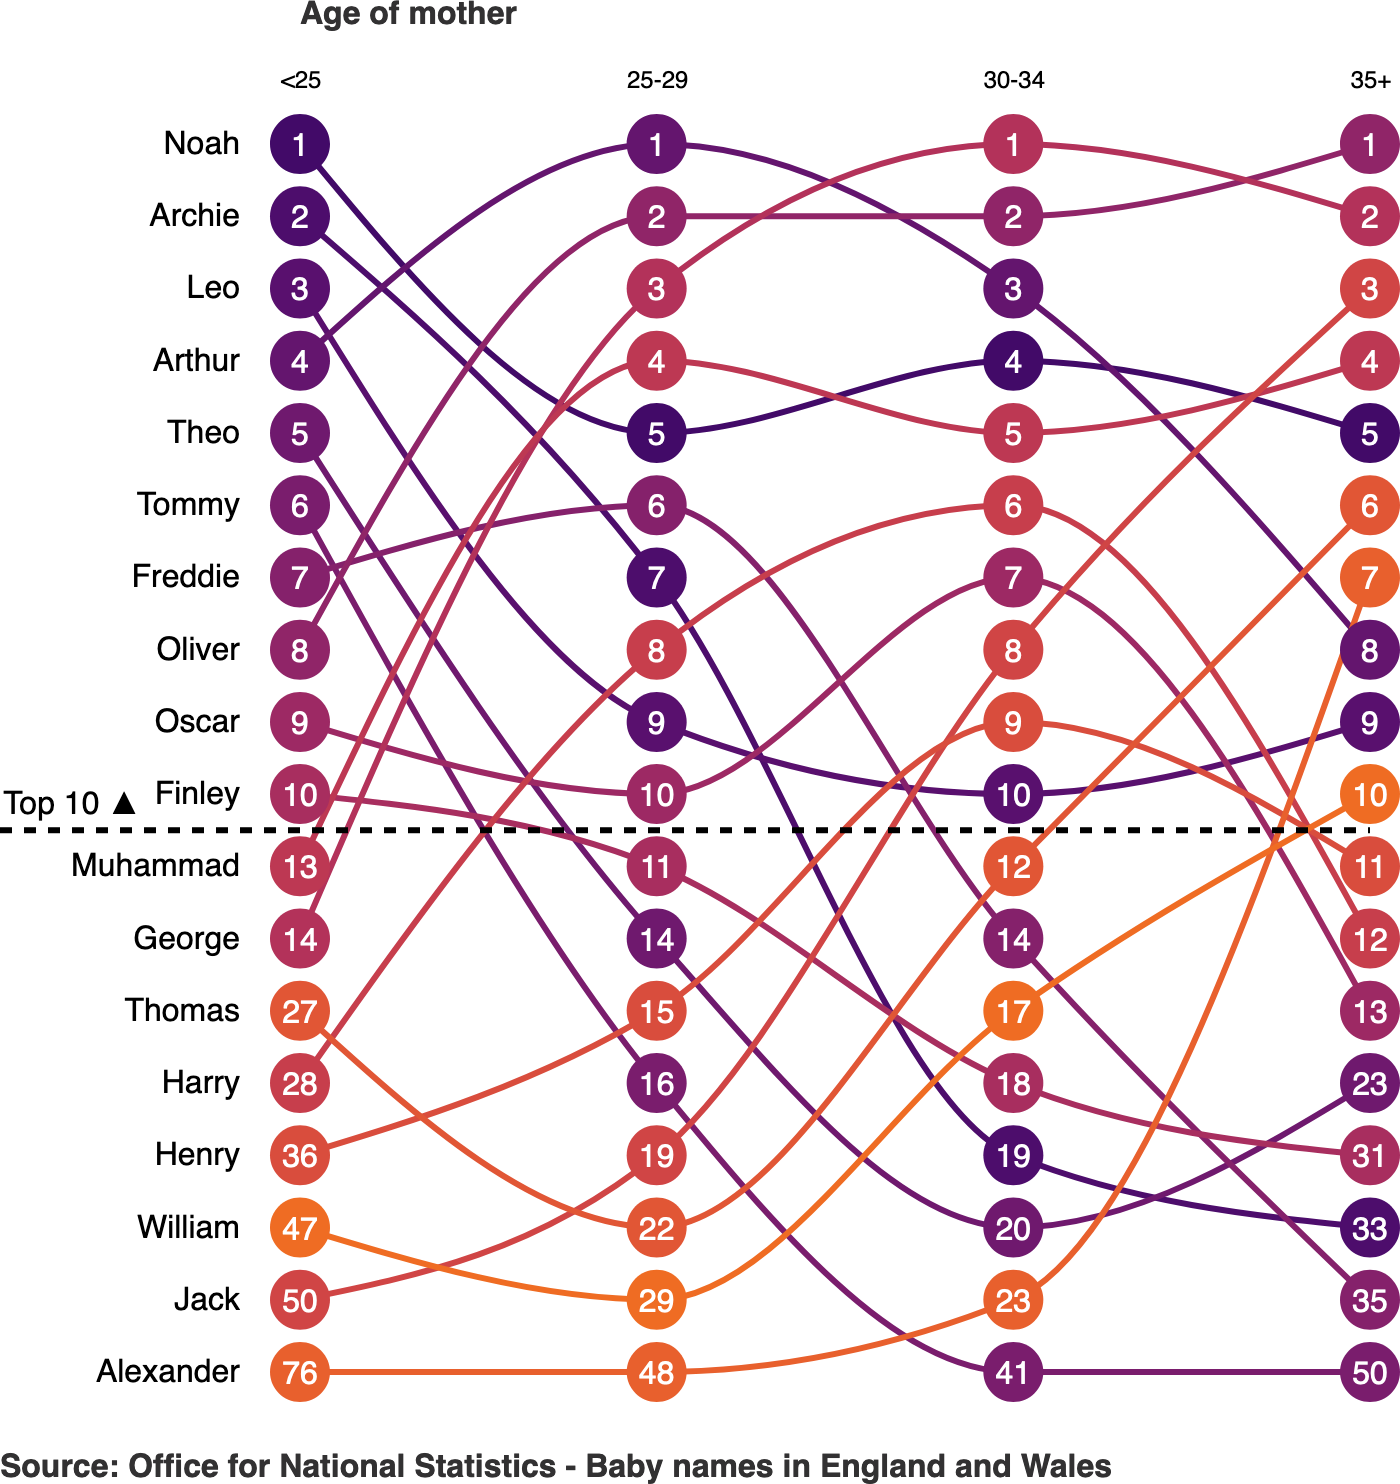 Age of mother
<25 25-29 30-34 35+
Noah 1 1 1 1
Archie 2 2 2 2
Leo 3 3 3 3
Arthur 4 4 4 4
Theo 5 5 5 5
Tommy 6 6 6 6
Freddie 7 7 7 7
Oliver 8 8 8 8
Oscar 9 9 9 9
Top 10 ▲ Finley 10 10 10 10
Muhammad 13 11 12 11
George 14 14 14 12
Thomas 27 15 17 13
Harry 28 16 18 23
Henry 36 19 19 31
William 47 22 20 33
Jack 50 29 23 35
Alexander 76 48 41 50
Source: Office for National Statistics - Baby names in England and Wales